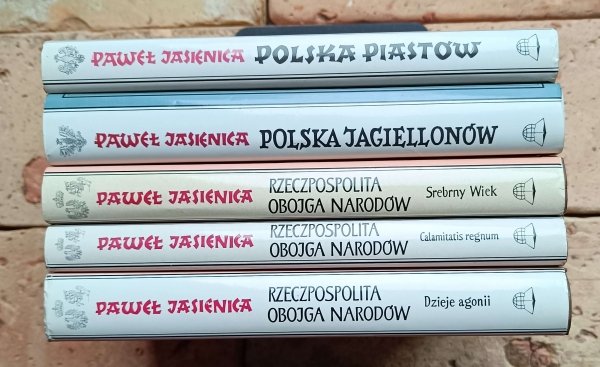 PAWEŁ JASIENICA POLSKA PIASTÓW
PAWEŁ JASIENICA POLSKA JAGIELLONÓW
PAWEŁ JASIENICA RZECZPOSPOLITA
OBOJGA NARODÓW Srebrny Wiek
PAWEŁ JASIENICA RZECZPOSPOLITA
OBOJGA NARODÓW Calamitatis regnum
PAWEŁ JASIENICA RZECZPOSPOLITA
OBOJGA NARODÓW Dzieje agonii